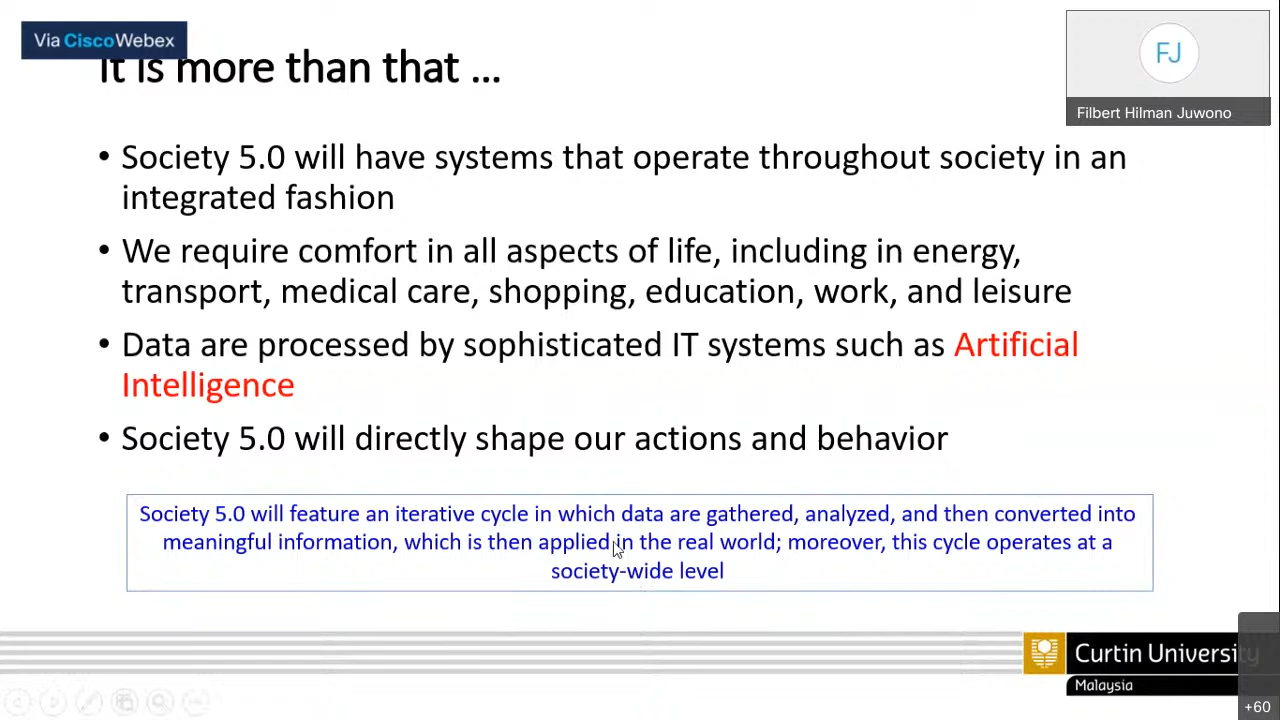 Via CiscoWebex
It is more than that ...
FJ
Filbert Hilman Juwono
• Society 5.0 will have systems that operate throughout society in an
integrated fashion
• We require comfort in all aspects of life, including in energy,
transport, medical care, shopping, education, work, and leisure
• Data are processed by sophisticated IT systems such as Artificial
Intelligence
• Society 5.0 will directly shape our actions and behavior
Society 5.0 will feature an iterative cycle in which data are gathered, analyzed, and then converted into
meaningful information, which is then applied in the real world; moreover, this cycle operates at a
society-wide level
Curtin University
Malaysia
+60